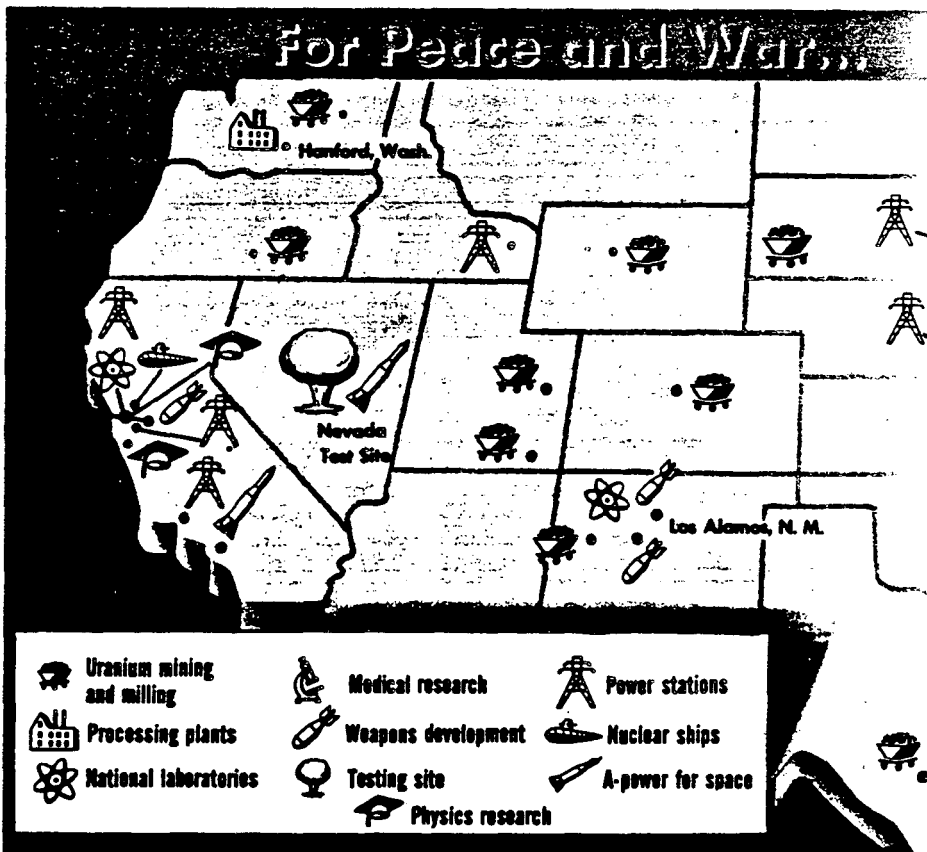 For Peace and War...
Hanford, Wash.
Nevada
Test Site
Los Alamos, N. M.
Uranium mining
and milling
Medical research
Power stations
Processing plants
Weapons development
Nuclear ships
National laboratories
Testing site
A-power for space
Physics research